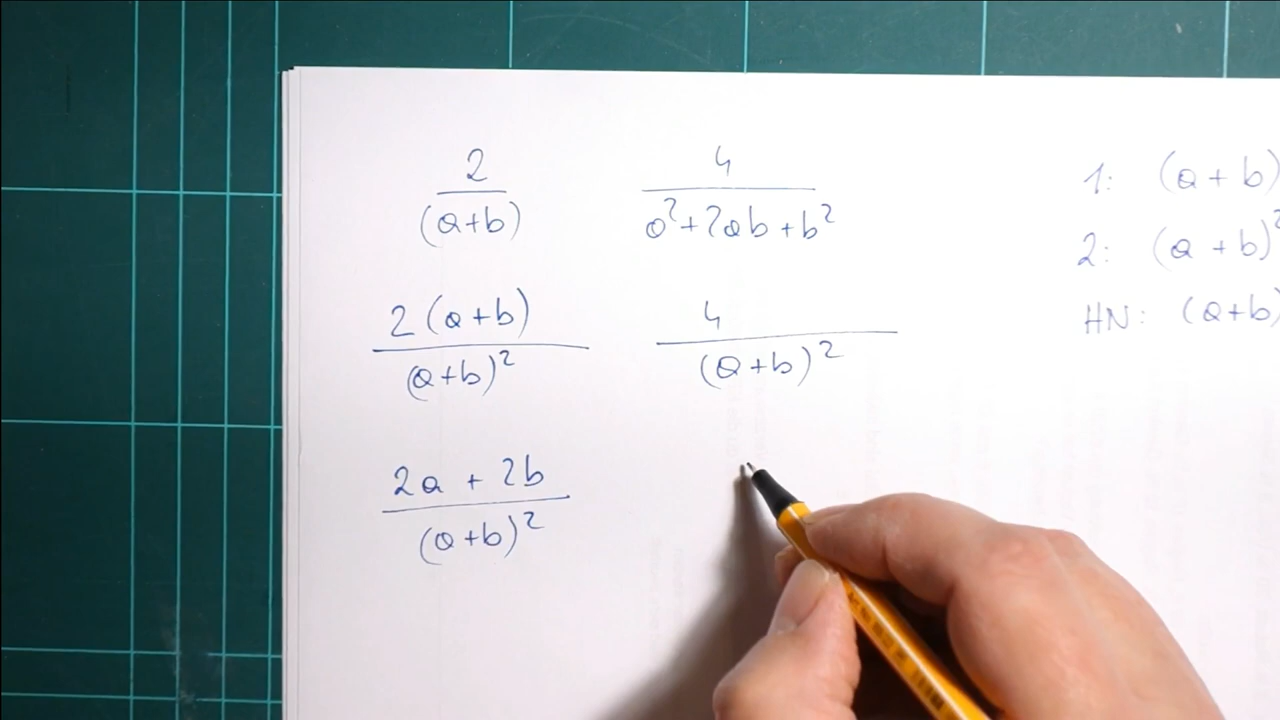 2/(a+b) 4/(a²+2ab+b²)
2(a+b)/(a+b)² 4/(a+b)²
2a + 2b/(a+b)²
1: (a+b)
2: (a+b)²
HN: (a+b)